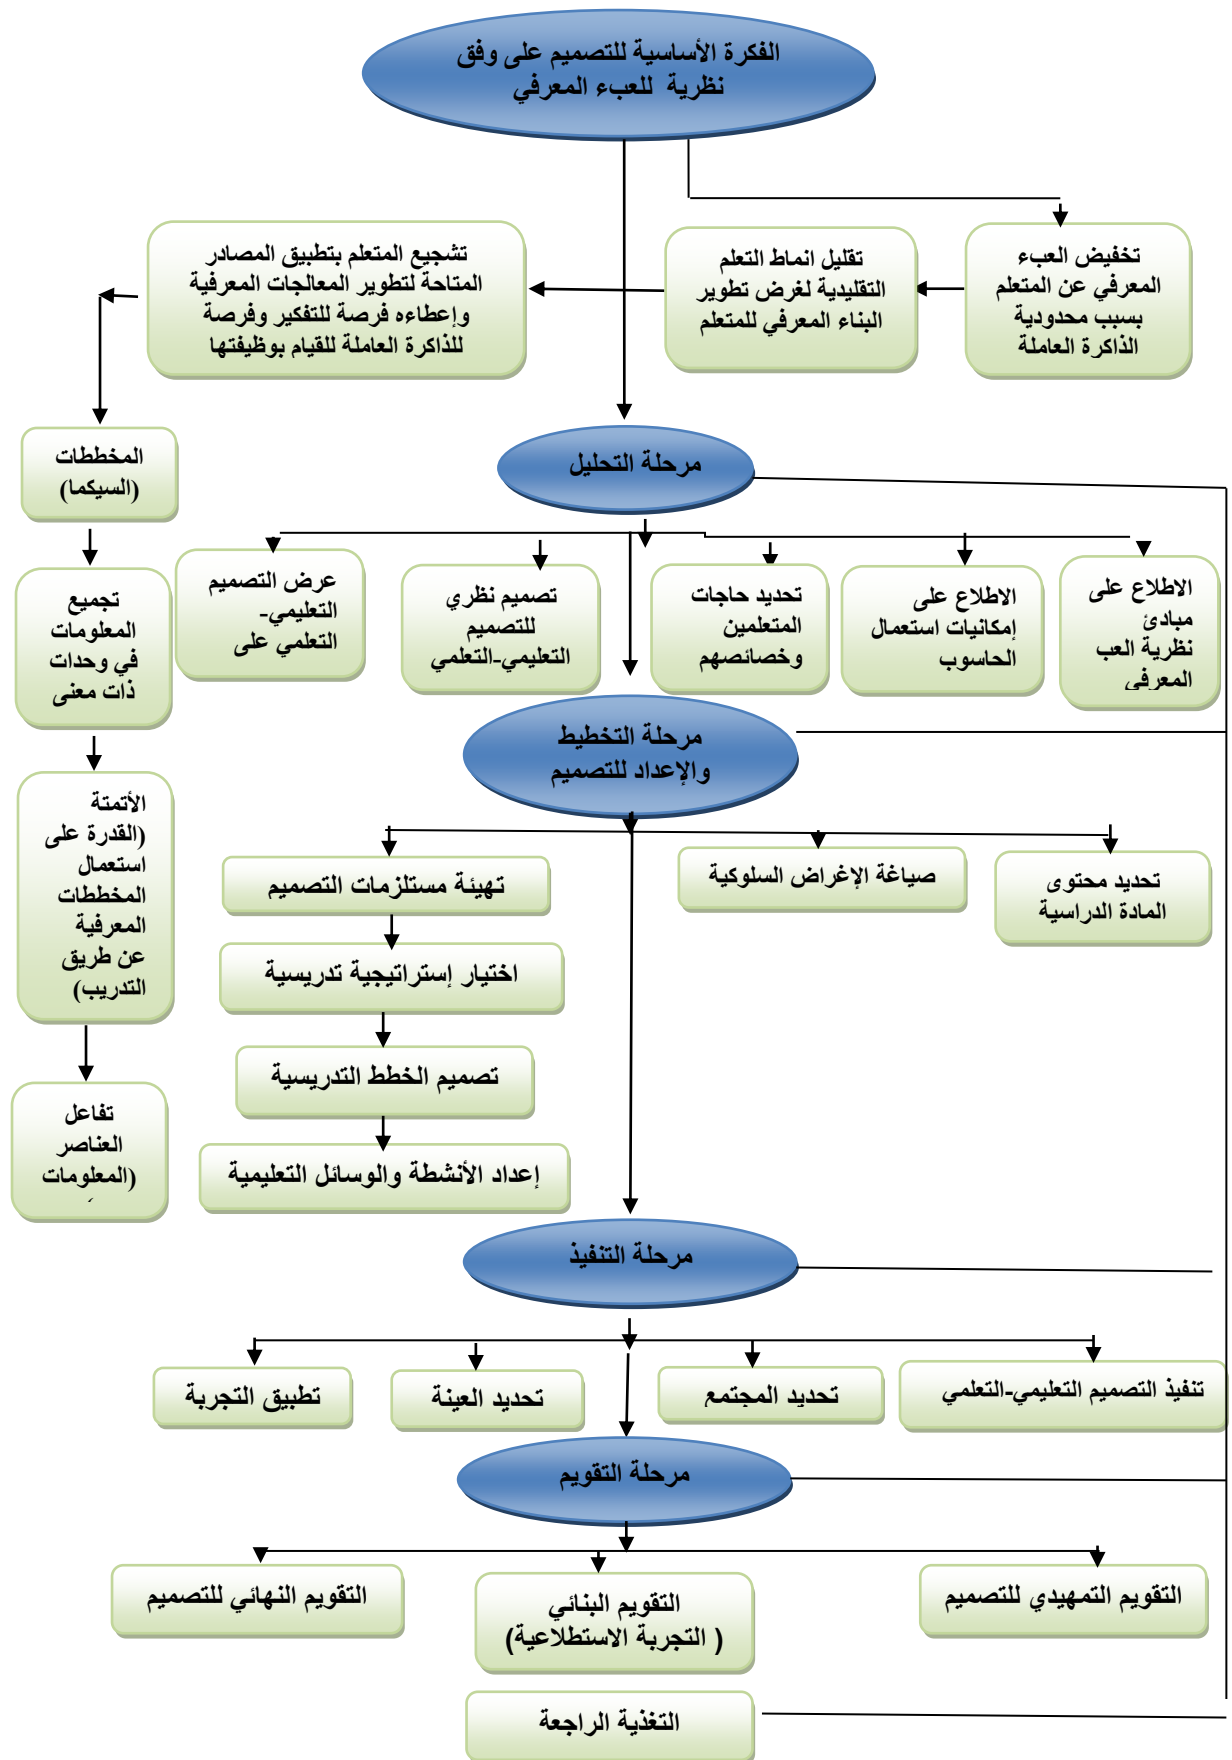 الفكرة الأساسية للتصميم على وفق
نظرية للعبء المعرفي
تخفيض العبء
المعرفي عن المتعلم
بسبب محدودية
الذاكرة العاملة
تقليل انماط التعلم
التقليدية لغرض تطوير
البناء المعرفي للمتعلم
تشجيع المتعلم بتطبيق المصادر
المتاحة لتطوير المعالجات المعرفية
وإعطاءه فرصة للتفكير وفرصة
للذاكرة العاملة للقيام بوظيفتها
المخططات
(السيكما)
تجميع
المعلومات
في وحدات
ذات معنى
الأتمتة
(القدرة على
استعمال
المخططات
المعرفية
عن طريق
التدريب)
تفاعل
العناصر
(المعلومات
مرحلة التحليل
الاطلاع على
مبادئ
نظرية العب
المعرفي
الاطلاع على
إمكانيات استعمال
الحاسوب
تحديد حاجات
المتعلمين
وخصائصهم
تصميم نظري
للتصميم
التعليمي-التعلمي
عرض التصميم
التعليمي-
التعلمي على
مرحلة التخطيط
والإعداد للتصميم
تحديد محتوى
المادة الدراسية
صياغة الإغراض السلوكية
تهيئة مستلزمات التصميم
اختيار إستراتيجية تدريسية
تصميم الخطط التدريسية
إعداد الأنشطة والوسائل التعليمية
مرحلة التنفيذ
تنفيذ التصميم التعليمي-التعلمي
تحديد المجتمع
تحديد العينة
تطبيق التجربة
مرحلة التقويم
التقويم التمهيدي للتصميم
التقويم البنائي
( التجربة الاستطلاعية)
التقويم النهائي للتصميم
التغذية الراجعة